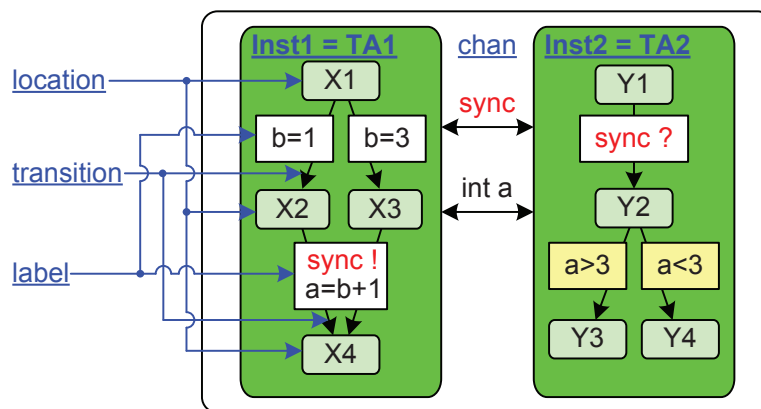 Inst1 = TA1 chan Inst2 = TA2
location X1 Y1
sync
b=1 b=3 sync ?
transition
X2 X3 int a Y2
label sync ! a>3 a<3
a=b+1
X4 Y3 Y4